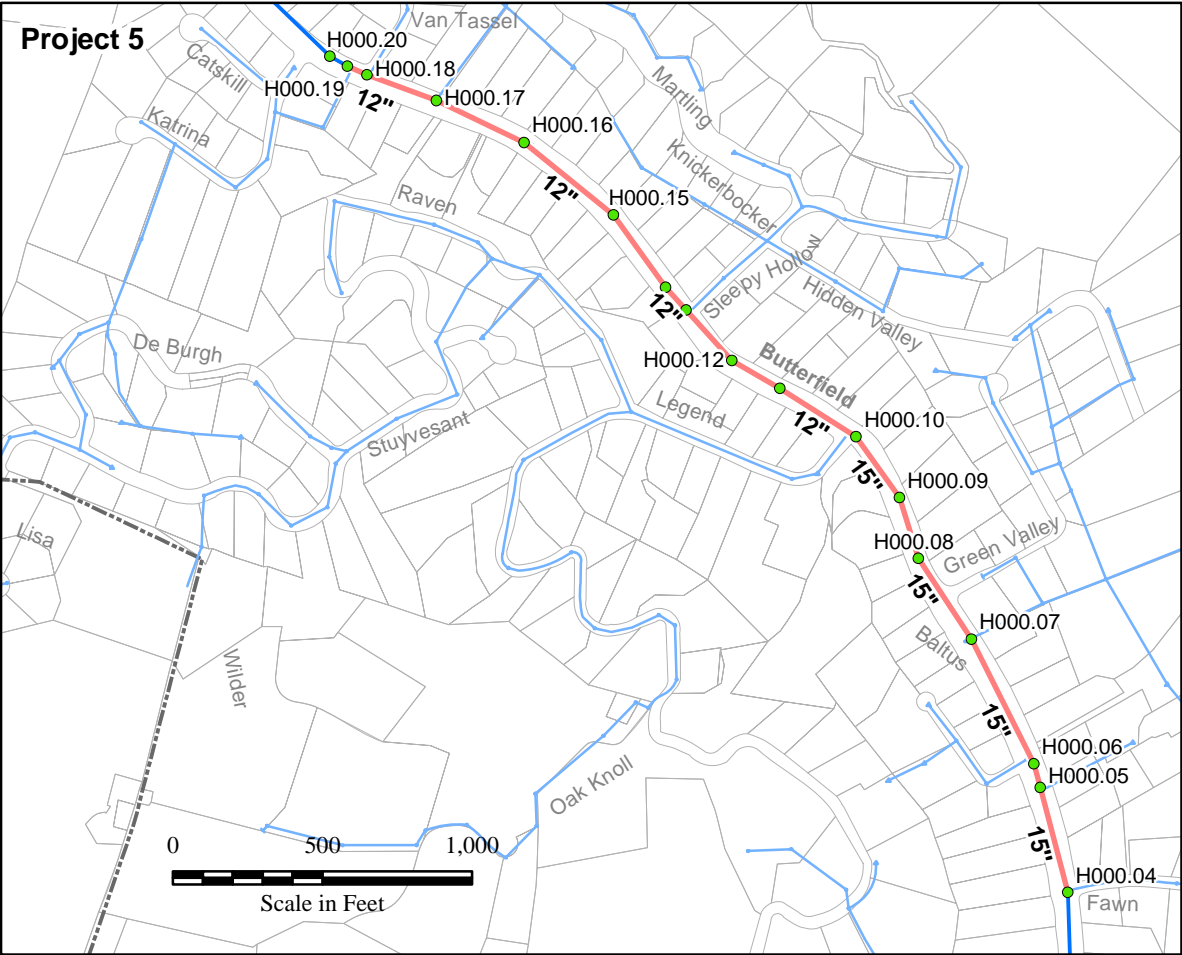 Project 5
Van Tassel
H000.20
Catskill
H000.18
H000.19
12"
H000.17
Martling
Katrina
H000.16
Knickerbocker
12"
Raven
H000.15
Sleepy Hollow
12"
Hidden Valley
De Burgh
H000.12
Butterfield
Legend
12"
H000.10
Stuyvesant
15"
H000.09
Lisa
H000.08
Green Valley
15"
H000.07
Baltus
Wilder
15"
H000.06
H000.05
Oak Knoll
15"
0 500 1,000
Scale in Feet
H000.04
Fawn